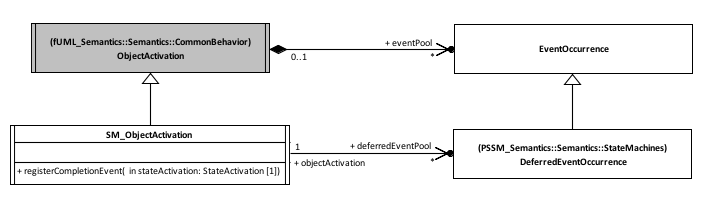 (fUML_Semantics::Semantics::CommonBehavior)
ObjectActivation
+ eventPool
0..1
*
EventOccurrence
SM_ObjectActivation
+ registerCompletionEvent( in stateActivation: StateActivation [1])
1
+ deferredEventPool
+ objectActivation
*
(PSSM_Semantics::Semantics::StateMachines)
DeferredEventOccurrence